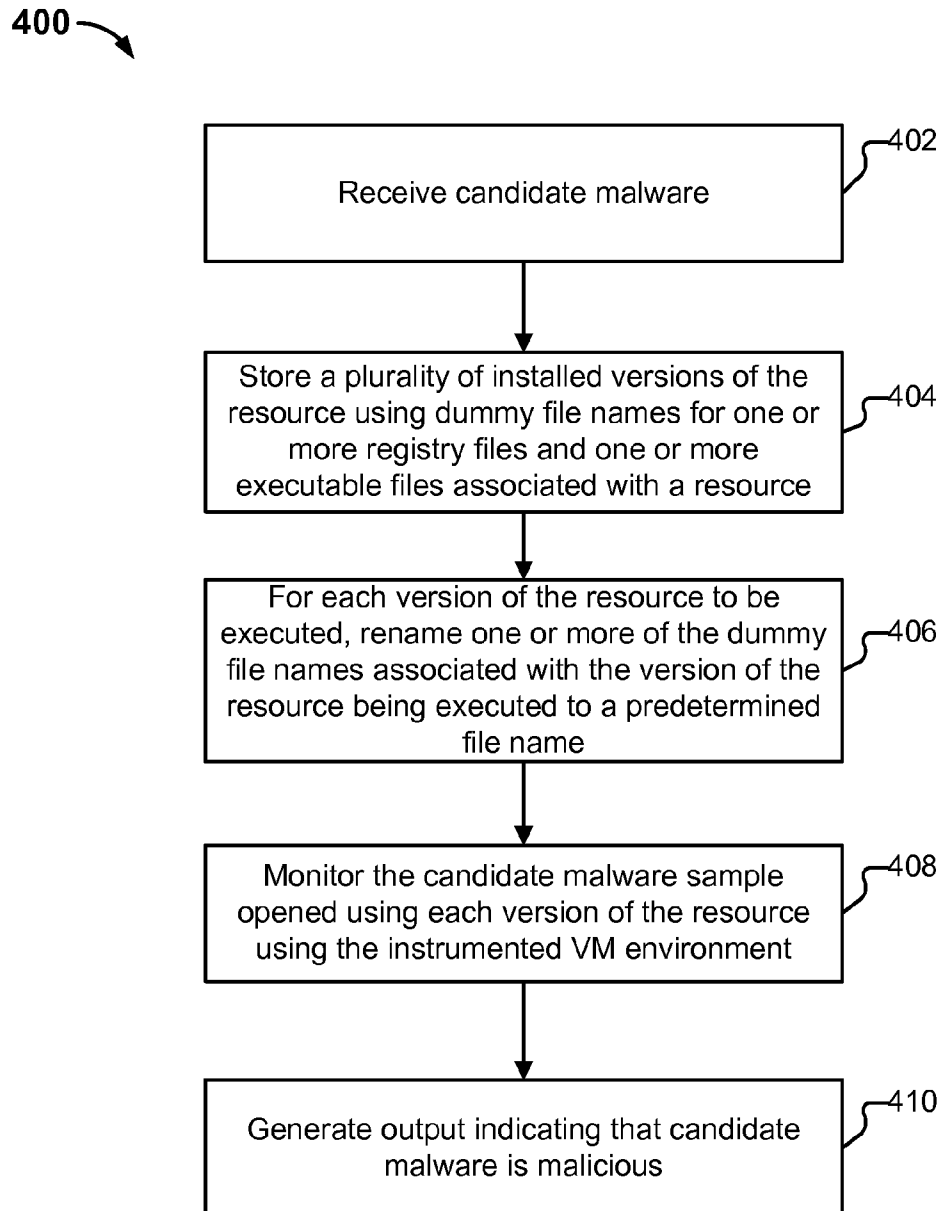 400
402
Receive candidate malware
Store a plurality of installed versions of the
resource using dummy file names for one or
more registry files and one or more
executable files associated with a resource
404
For each version of the resource to be
executed, rename one or more of the dummy
file names associated with the version of the
resource being executed to a predetermined
file name
406
Monitor the candidate malware sample
opened using each version of the resource
using the instrumented VM environment
408
Generate output indicating that candidate
malware is malicious
410